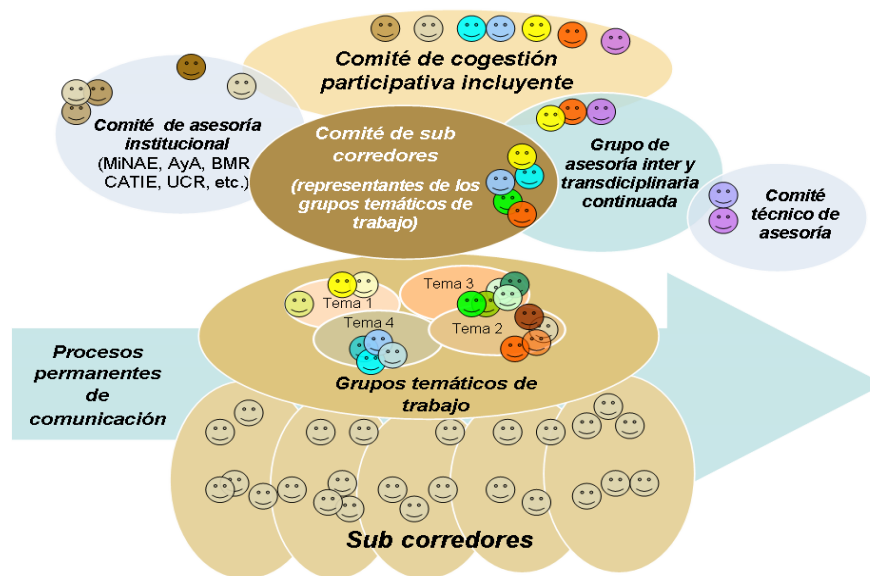 Comité de cogestión
participativa incluyente
Comité de asesoría
institucional
(MiNAE, AyA, BMR
CATIE, UCR, etc.)
Comité de sub
corredores
(representantes de los
grupos temáticos de
trabajo)
Grupo de
asesoría inter y
transdiciplinaria
continuada
Comité
técnico de
asesoría
Tema 1
Tema 3
Tema 4
Tema 2
Grupos temáticos de
trabajo
Procesos
permanentes
de
comunicación
Sub corredores